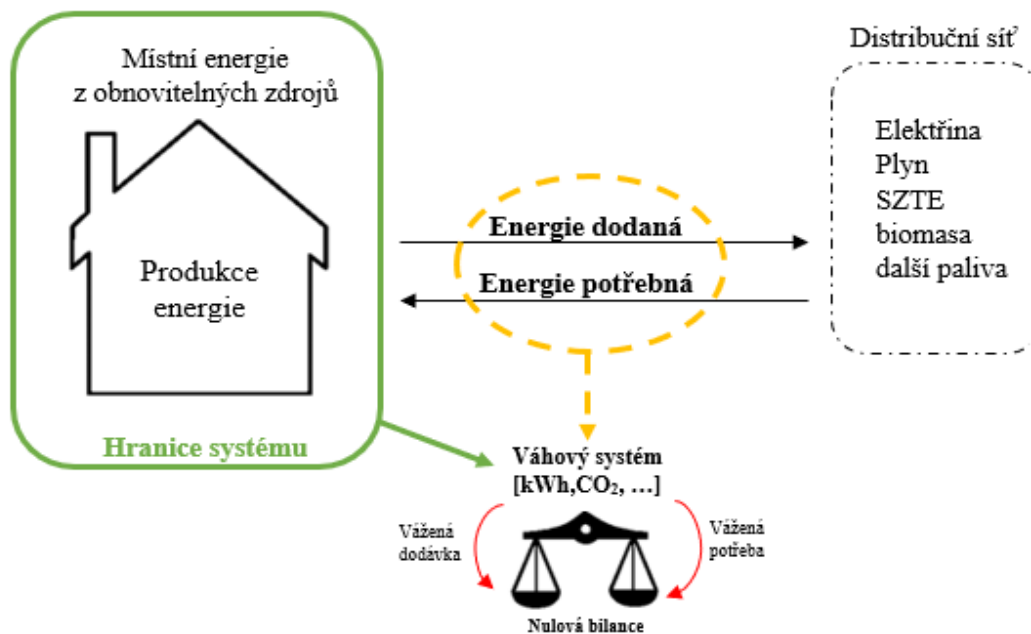 Místní energie
z obnovitelných zdrojů
Produkce
energie
Hranice systému
Energie dodaná
Energie potřebná
Distribuční síť
Elektřina
Plyn
SZTE
biomasa
další paliva
Váhový systém
[kWh,CO₂, …]
Vážená
dodávka
Vážená
potřeba
Nulová bilance